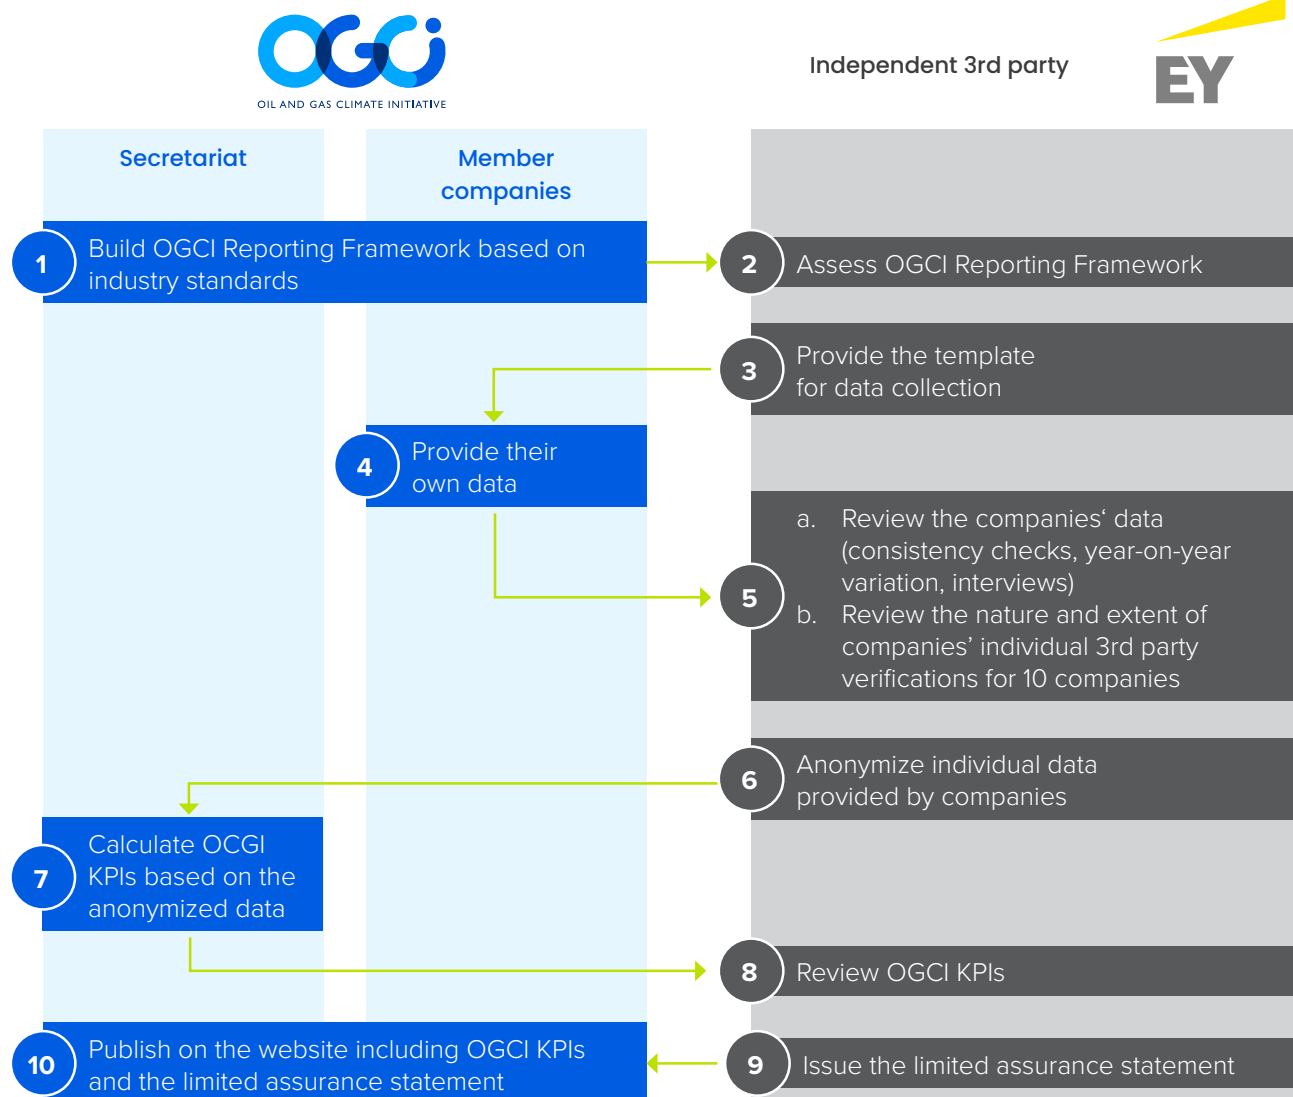 OGCi
OIL AND GAS CLIMATE INITIATIVE
Independent 3rd party
EY
Secretariat
Member
companies
1
Build OGCI Reporting Framework based on
industry standards
2
Assess OGCI Reporting Framework
3
Provide the template
for data collection
4
Provide their
own data
5
a. Review the companies‘ data
(consistency checks, year-on-year
variation, interviews)
b. Review the nature and extent of
companies’ individual 3rd party
verifications for 10 companies
6
Anonymize individual data
provided by companies
7
Calculate OCGI
KPIs based on the
anonymized data
8
Review OGCI KPIs
9
Issue the limited assurance statement
10
Publish on the website including OGCI KPIs
and the limited assurance statement